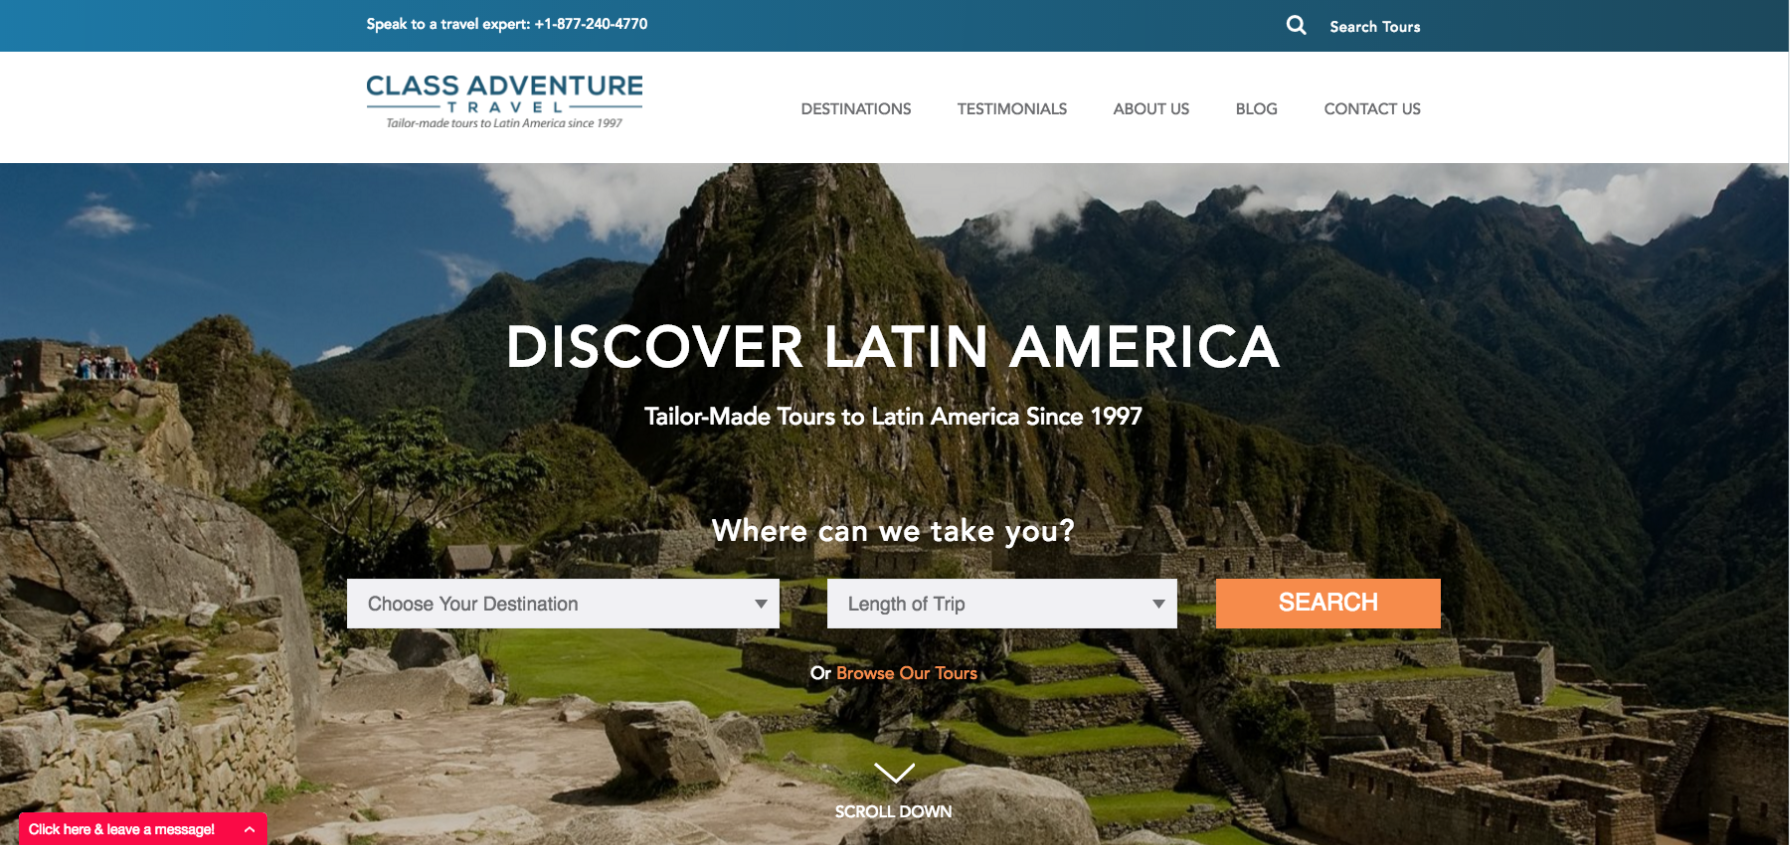 Speak to a travel expert: +1-877-240-4770
Search Tours
CLASS ADVENTURE
TRAVEL
Tailor-made tours to Latin America since 1997
DESTINATIONS
TESTIMONIALS
ABOUT US
BLOG
CONTACT US
DISCOVER LATIN AMERICA
Tailor-Made Tours to Latin America Since 1997
Where can we take you?
Choose Your Destination
Length of Trip
SEARCH
Or Browse Our Tours
SCROLL DOWN
Click here & leave a message!